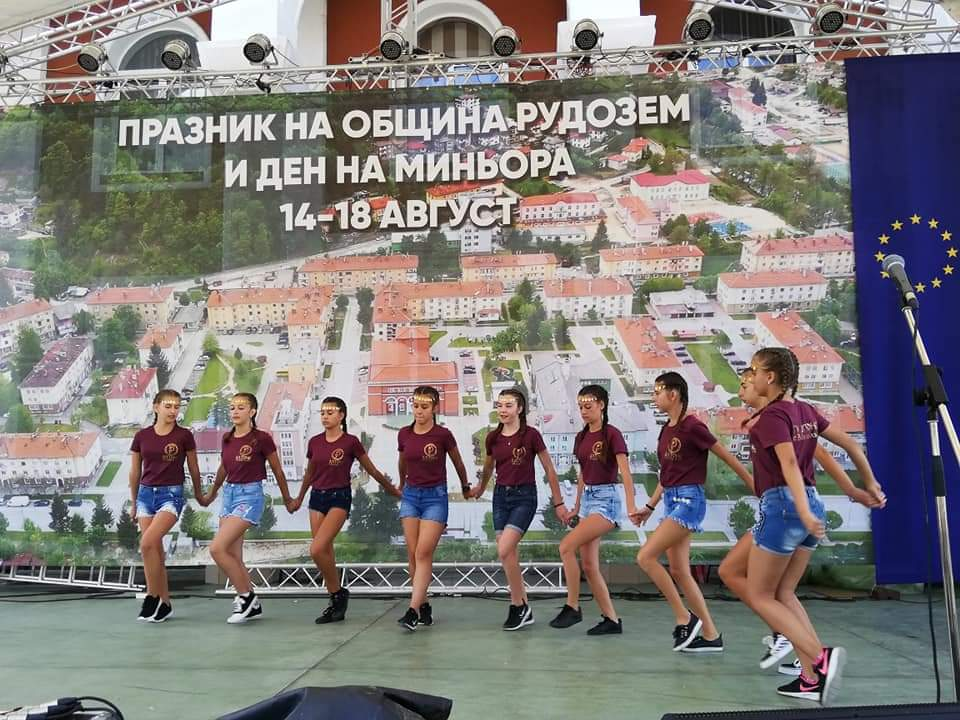 ПРАЗНИК НА ОБЩИНА РУДОЗЕМ
И ДЕН НА МИНЬОРА
14-18 АВГУСТ